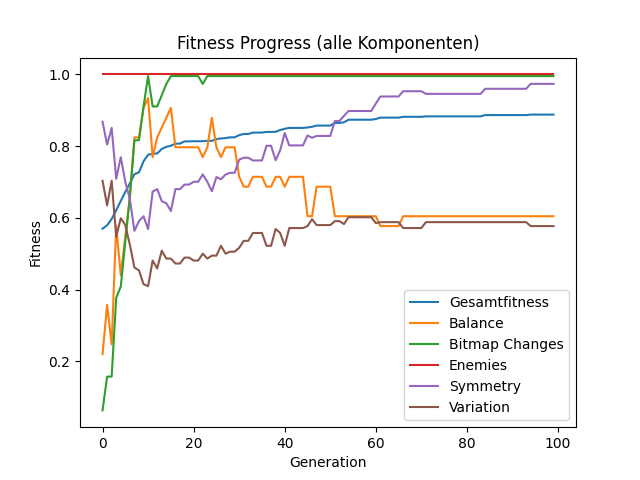 Fitness Progress (alle Komponenten)
1.0
0.8
0.6
0.4
0.2
Fitness
0
20
40
60
80
100
Generation
Gesamtfitness
Balance
Bitmap Changes
Enemies
Symmetry
Variation